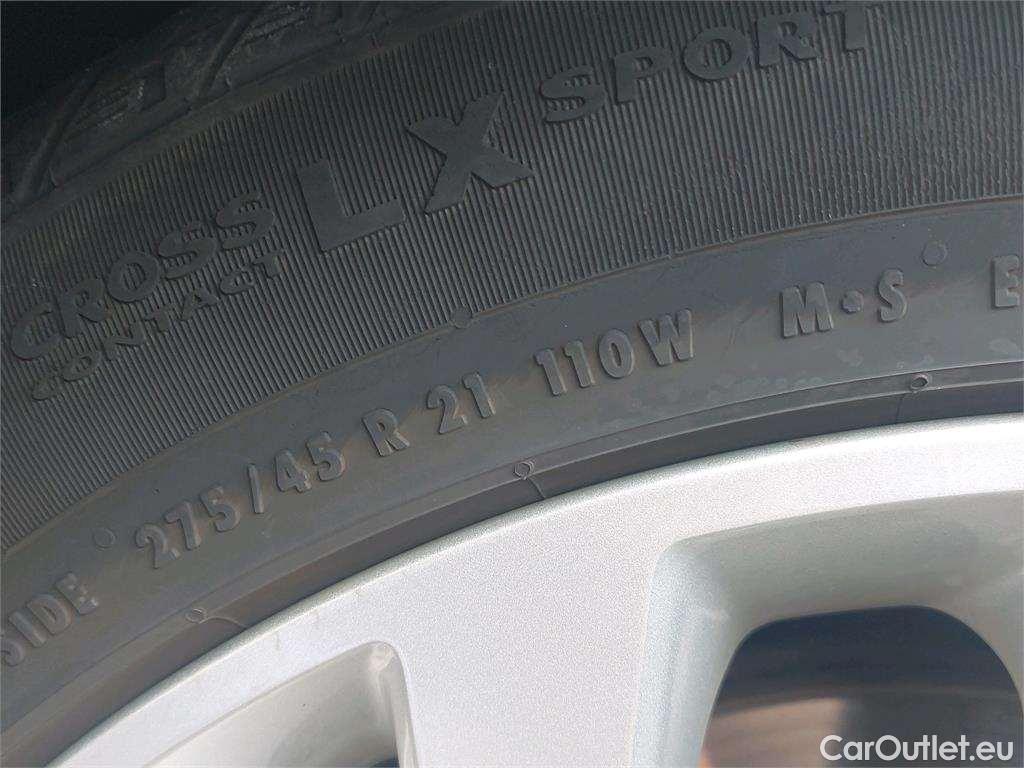 CROSS CONTACT LX SPORT
SIDE 275/45 R 21 110W M·S E
CarOutlet.eu